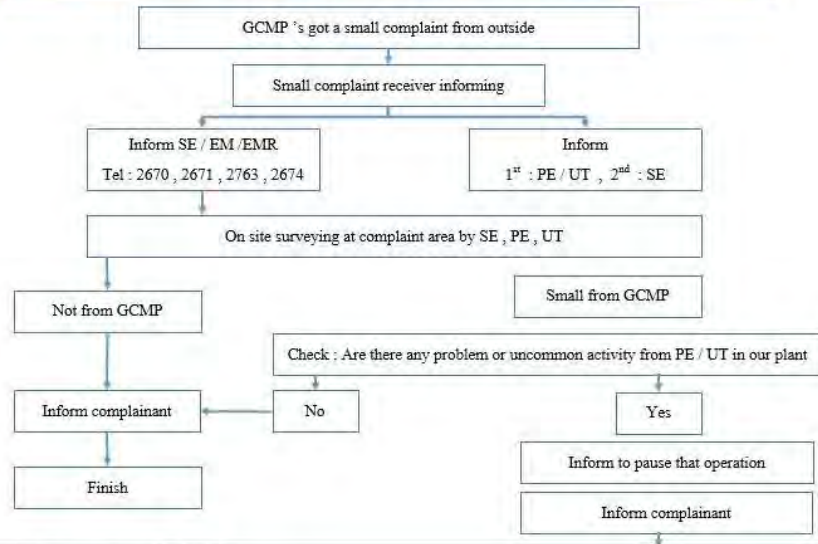 GCMP 's got a small complaint from outside
Small complaint receiver informing
Inform SE / EM /EMR
Tel : 2670 , 2671 , 2763 , 2674
Inform
1st : PE / UT , 2nd : SE
On site surveying at complaint area by SE , PE , UT
Not from GCMP
Small from GCMP
Check : Are there any problem or uncommon activity from PE / UT in our plant
Inform complainant
No
Yes
Finish
Inform to pause that operation
Inform complainant